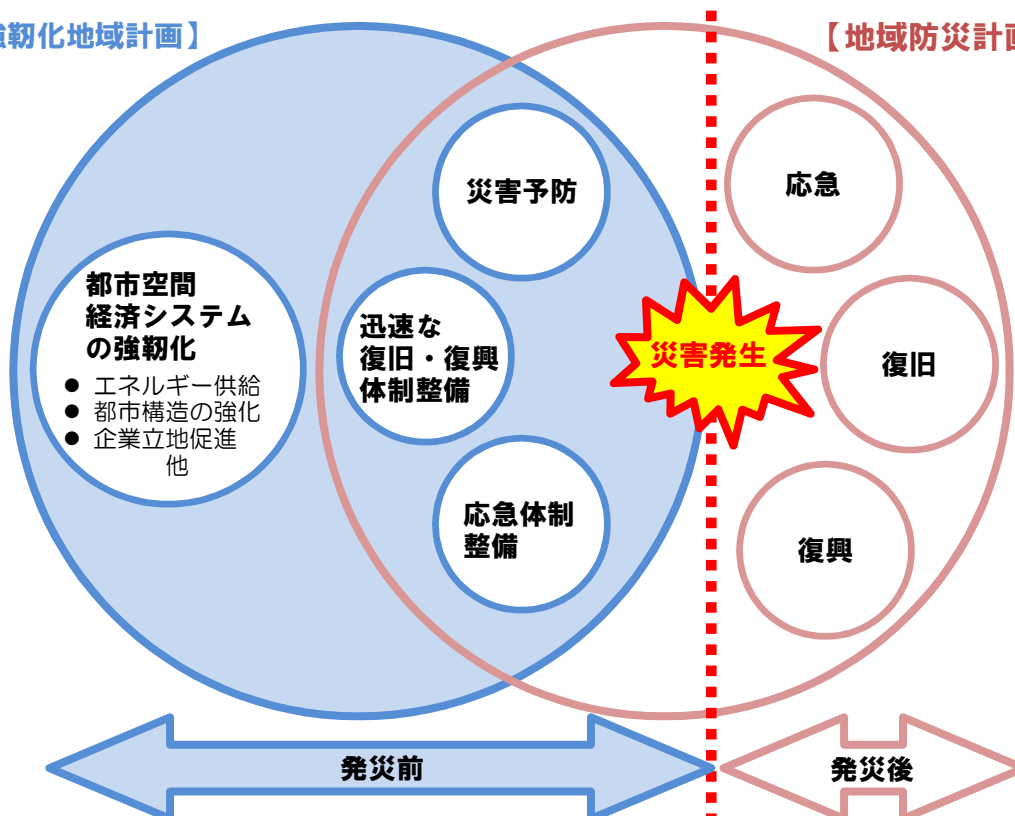 靱化地域計画】
【地域防災計画
災害予防
応急
都市空間
経済システム
の強靱化
● エネルギー供給
● 都市構造の強化
● 企業立地促進
他
迅速な
復旧・復興
体制整備
災害発生
復旧
応急体制
整備
復興
発災前
発災後